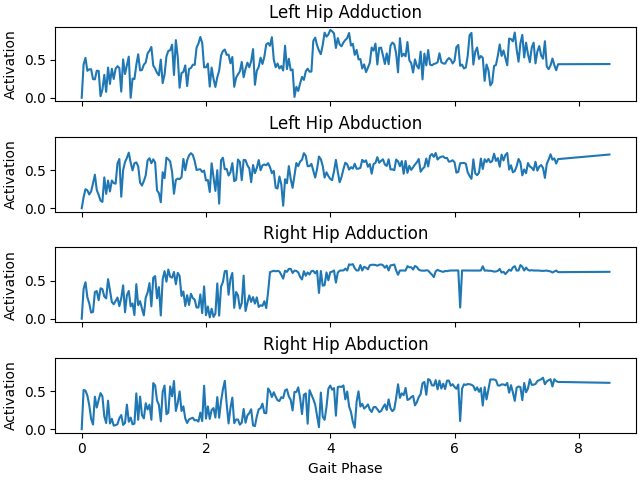 Left Hip Adduction
Activation
0.5
0.0
Left Hip Abduction
Activation
0.5
0.0
Right Hip Adduction
Activation
0.5
0.0
Right Hip Abduction
Activation
0.5
0.0
0 2 4 6 8
Gait Phase